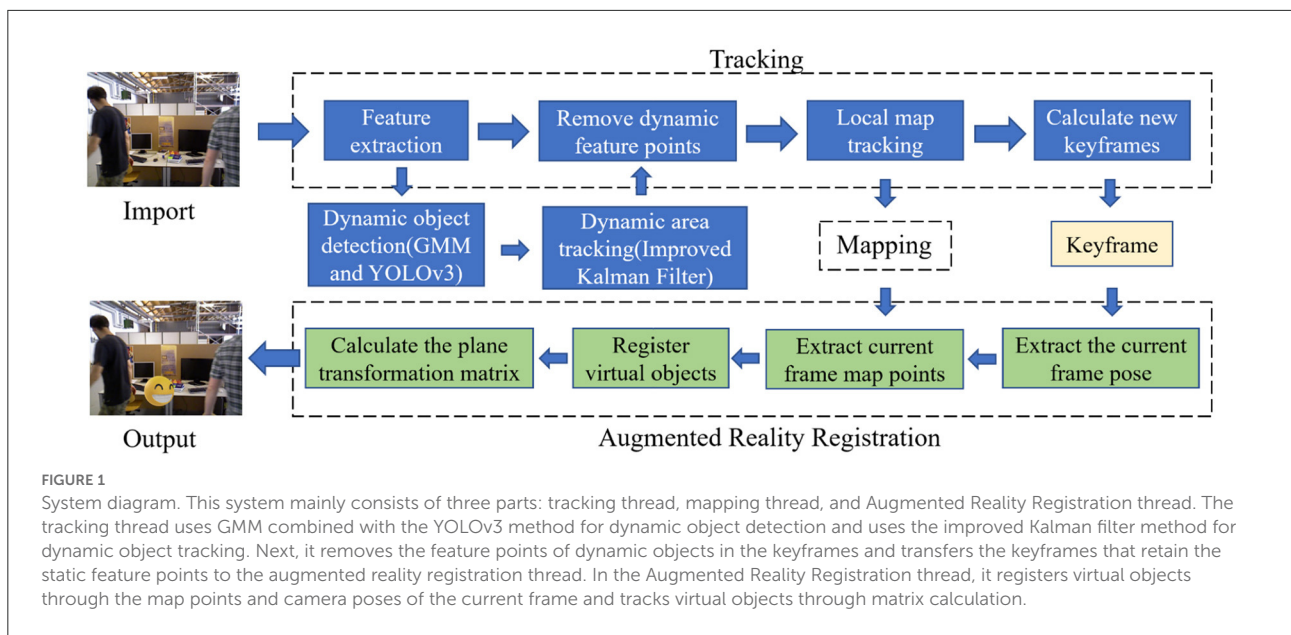 Tracking
Feature
extraction
Remove dynamic
feature points
Local map
tracking
Calculate new
keyframes
Import
Dynamic object
detection(GMM
and YOLOv3)
Dynamic area
tracking(Improved
Kalman Filter)
Mapping
Keyframe
Calculate the plane
transformation matrix
Register
virtual objects
Extract current
frame map points
Extract the current
frame pose
Output
Augmented Reality Registration
FIGURE 1
System diagram. This system mainly consists of three parts: tracking thread, mapping thread, and Augmented Reality Registration thread. The
tracking thread uses GMM combined with the YOLOv3 method for dynamic object detection and uses the improved Kalman filter method for
dynamic object tracking. Next, it removes the feature points of dynamic objects in the keyframes and transfers the keyframes that retain the
static feature points to the augmented reality registration thread. In the Augmented Reality Registration thread, it registers virtual objects
through the map points and camera poses of the current frame and tracks virtual objects through matrix calculation.